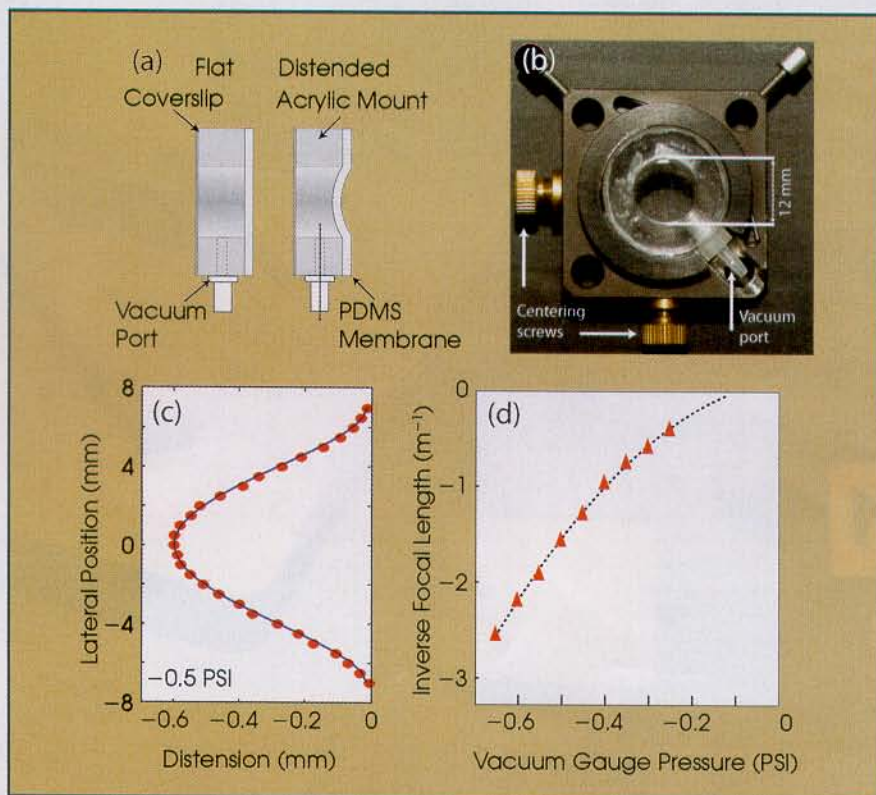 (a) Flat Distended
Coverslip Acrylic Mount
Vacuum PDMS
Port Membrane
(b)
12 mm
Centering Vacuum
screws port
(c)
8
4
0
−4
−8
Lateral Position (mm)
−0.5 PSI
−0.6 −0.4 −0.2 0
Distension (mm)
(d)
0
−1
−2
−3
Inverse Focal Length (m⁻¹)
−0.6 −0.4 −0.2 0
Vacuum Gauge Pressure (PSI)